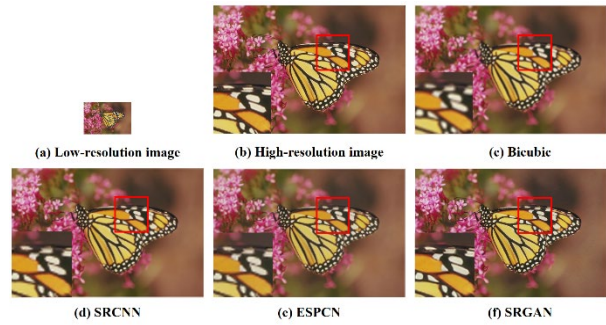 (a) Low-resolution image
(b) High-resolution image
(c) Bicubic
(d) SRCNN
(e) ESPCN
(f) SRGAN